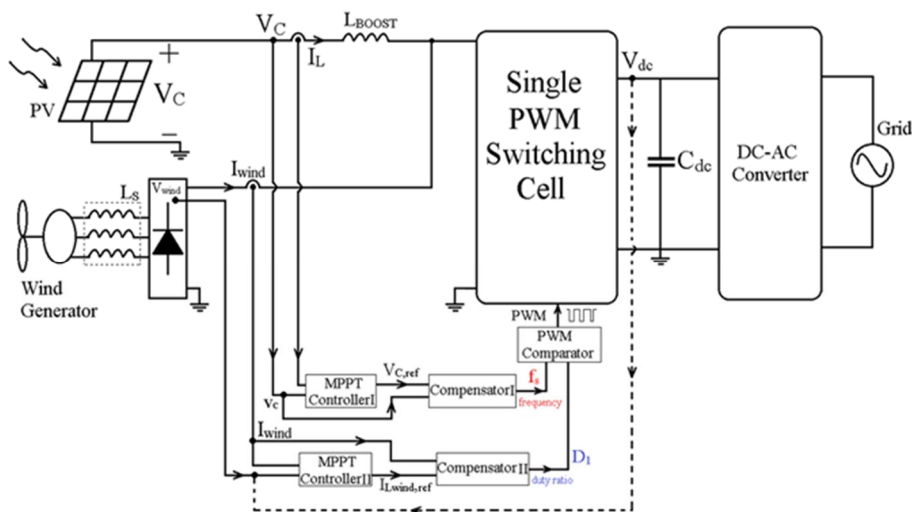 V_C
L_BOOST
I_L
V_dc
+
PV
V_C
−
Single
PWM
Switching
Cell
C_dc
DC-AC
Converter
Grid
I_wind
L_S
V_wind
Wind
Generator
PWM
PWM
Comparator
V_C,ref
MPPT
ControllerI
CompensatorI
f_s
frequency
v_c
I_wind
MPPT
ControllerII
CompensatorII
D_1
duty ratio
I_Lwind,ref